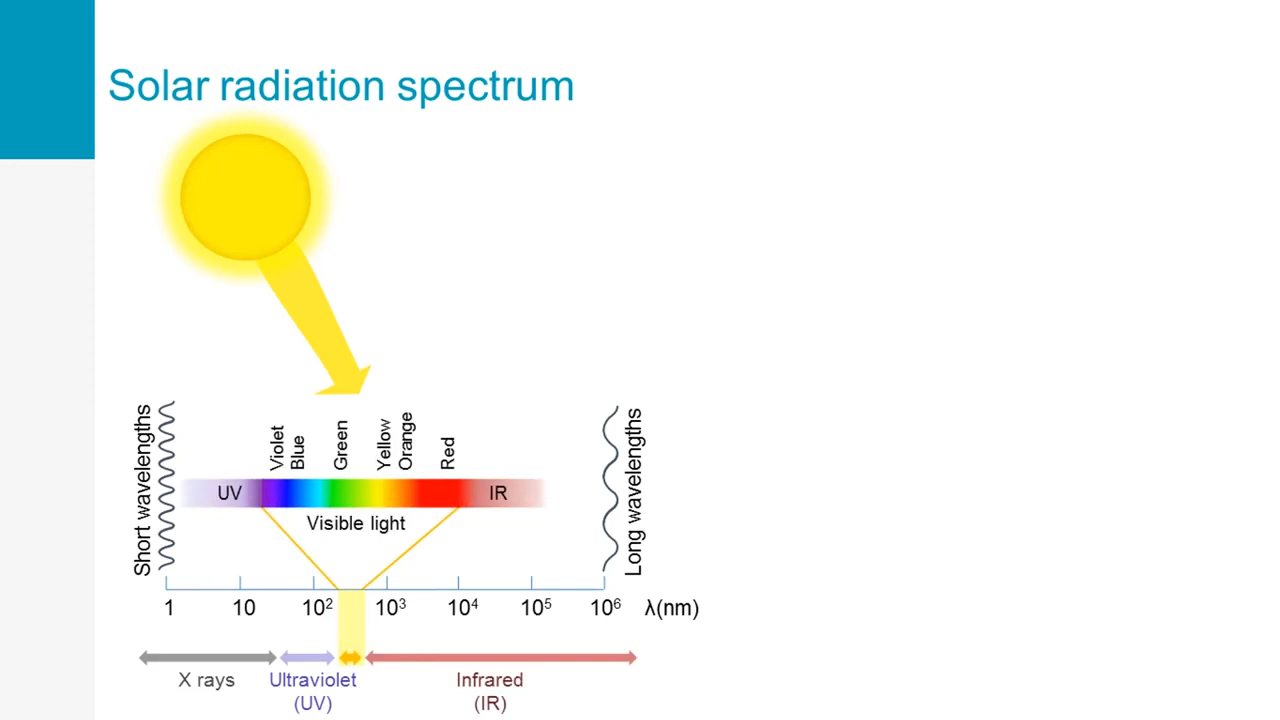 Solar radiation spectrum
Short wavelengths
Violet
Blue
Green
Yellow
Orange
Red
Long wavelengths
UV
IR
Visible light
1 10 10² 10³ 10⁴ 10⁵ 10⁶ λ(nm)
X rays
Ultraviolet
(UV)
Infrared
(IR)